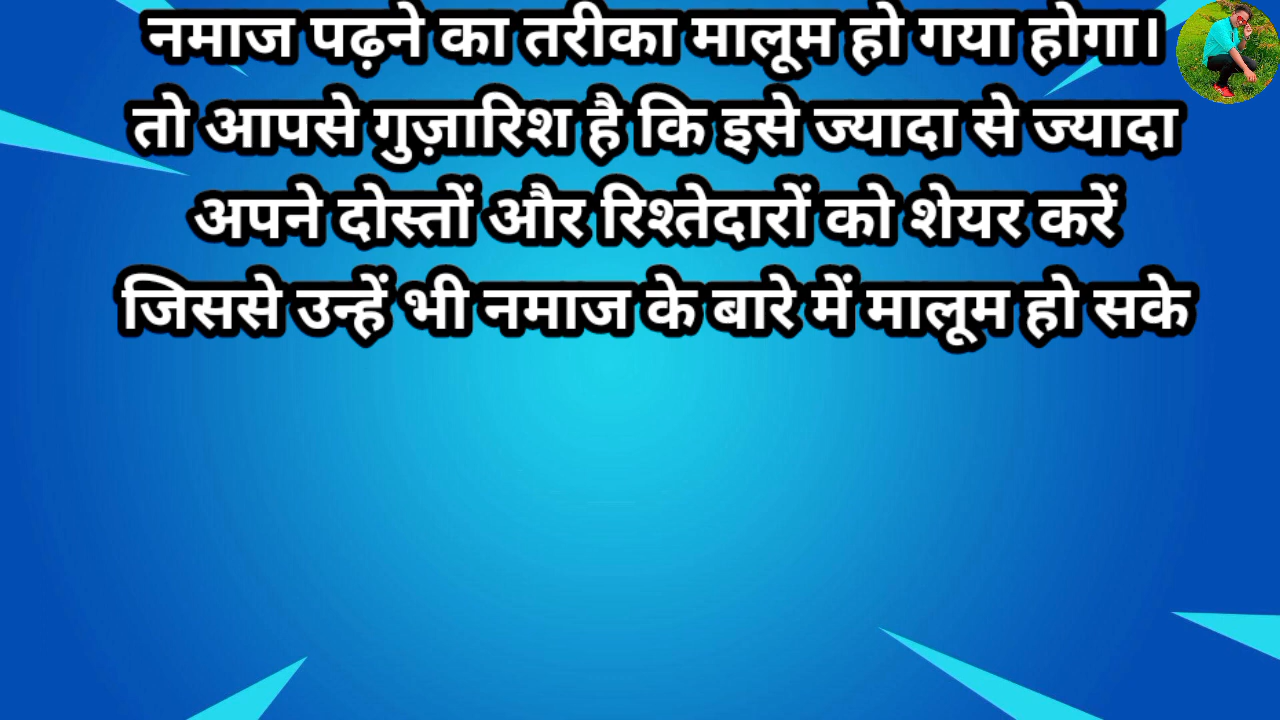 नमाज पढ़ने का तरीका मालूम हो गया होगा।
तो आपसे गुज़ारिश है कि इसे ज्यादा से ज्यादा
अपने दोस्तों और रिश्तेदारों को शेयर करें
जिससे उन्हें भी नमाज के बारे में मालूम हो सके